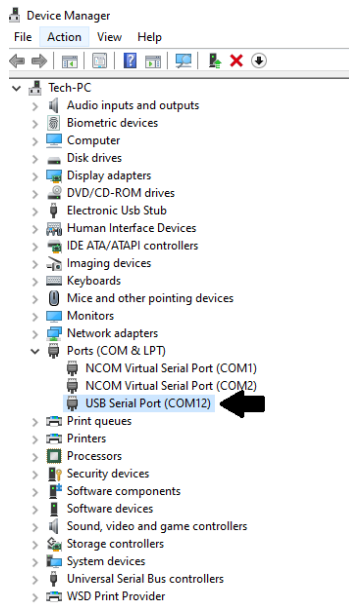 Device Manager
File Action View Help
Tech-PC
Audio inputs and outputs
Biometric devices
Computer
Disk drives
Display adapters
DVD/CD-ROM drives
Electronic Usb Stub
Human Interface Devices
IDE ATA/ATAPI controllers
Imaging devices
Keyboards
Mice and other pointing devices
Monitors
Network adapters
Ports (COM & LPT)
NCOM Virtual Serial Port (COM1)
NCOM Virtual Serial Port (COM2)
USB Serial Port (COM12)
Print queues
Printers
Processors
Security devices
Software components
Software devices
Sound, video and game controllers
Storage controllers
System devices
Universal Serial Bus controllers
WSD Print Provider